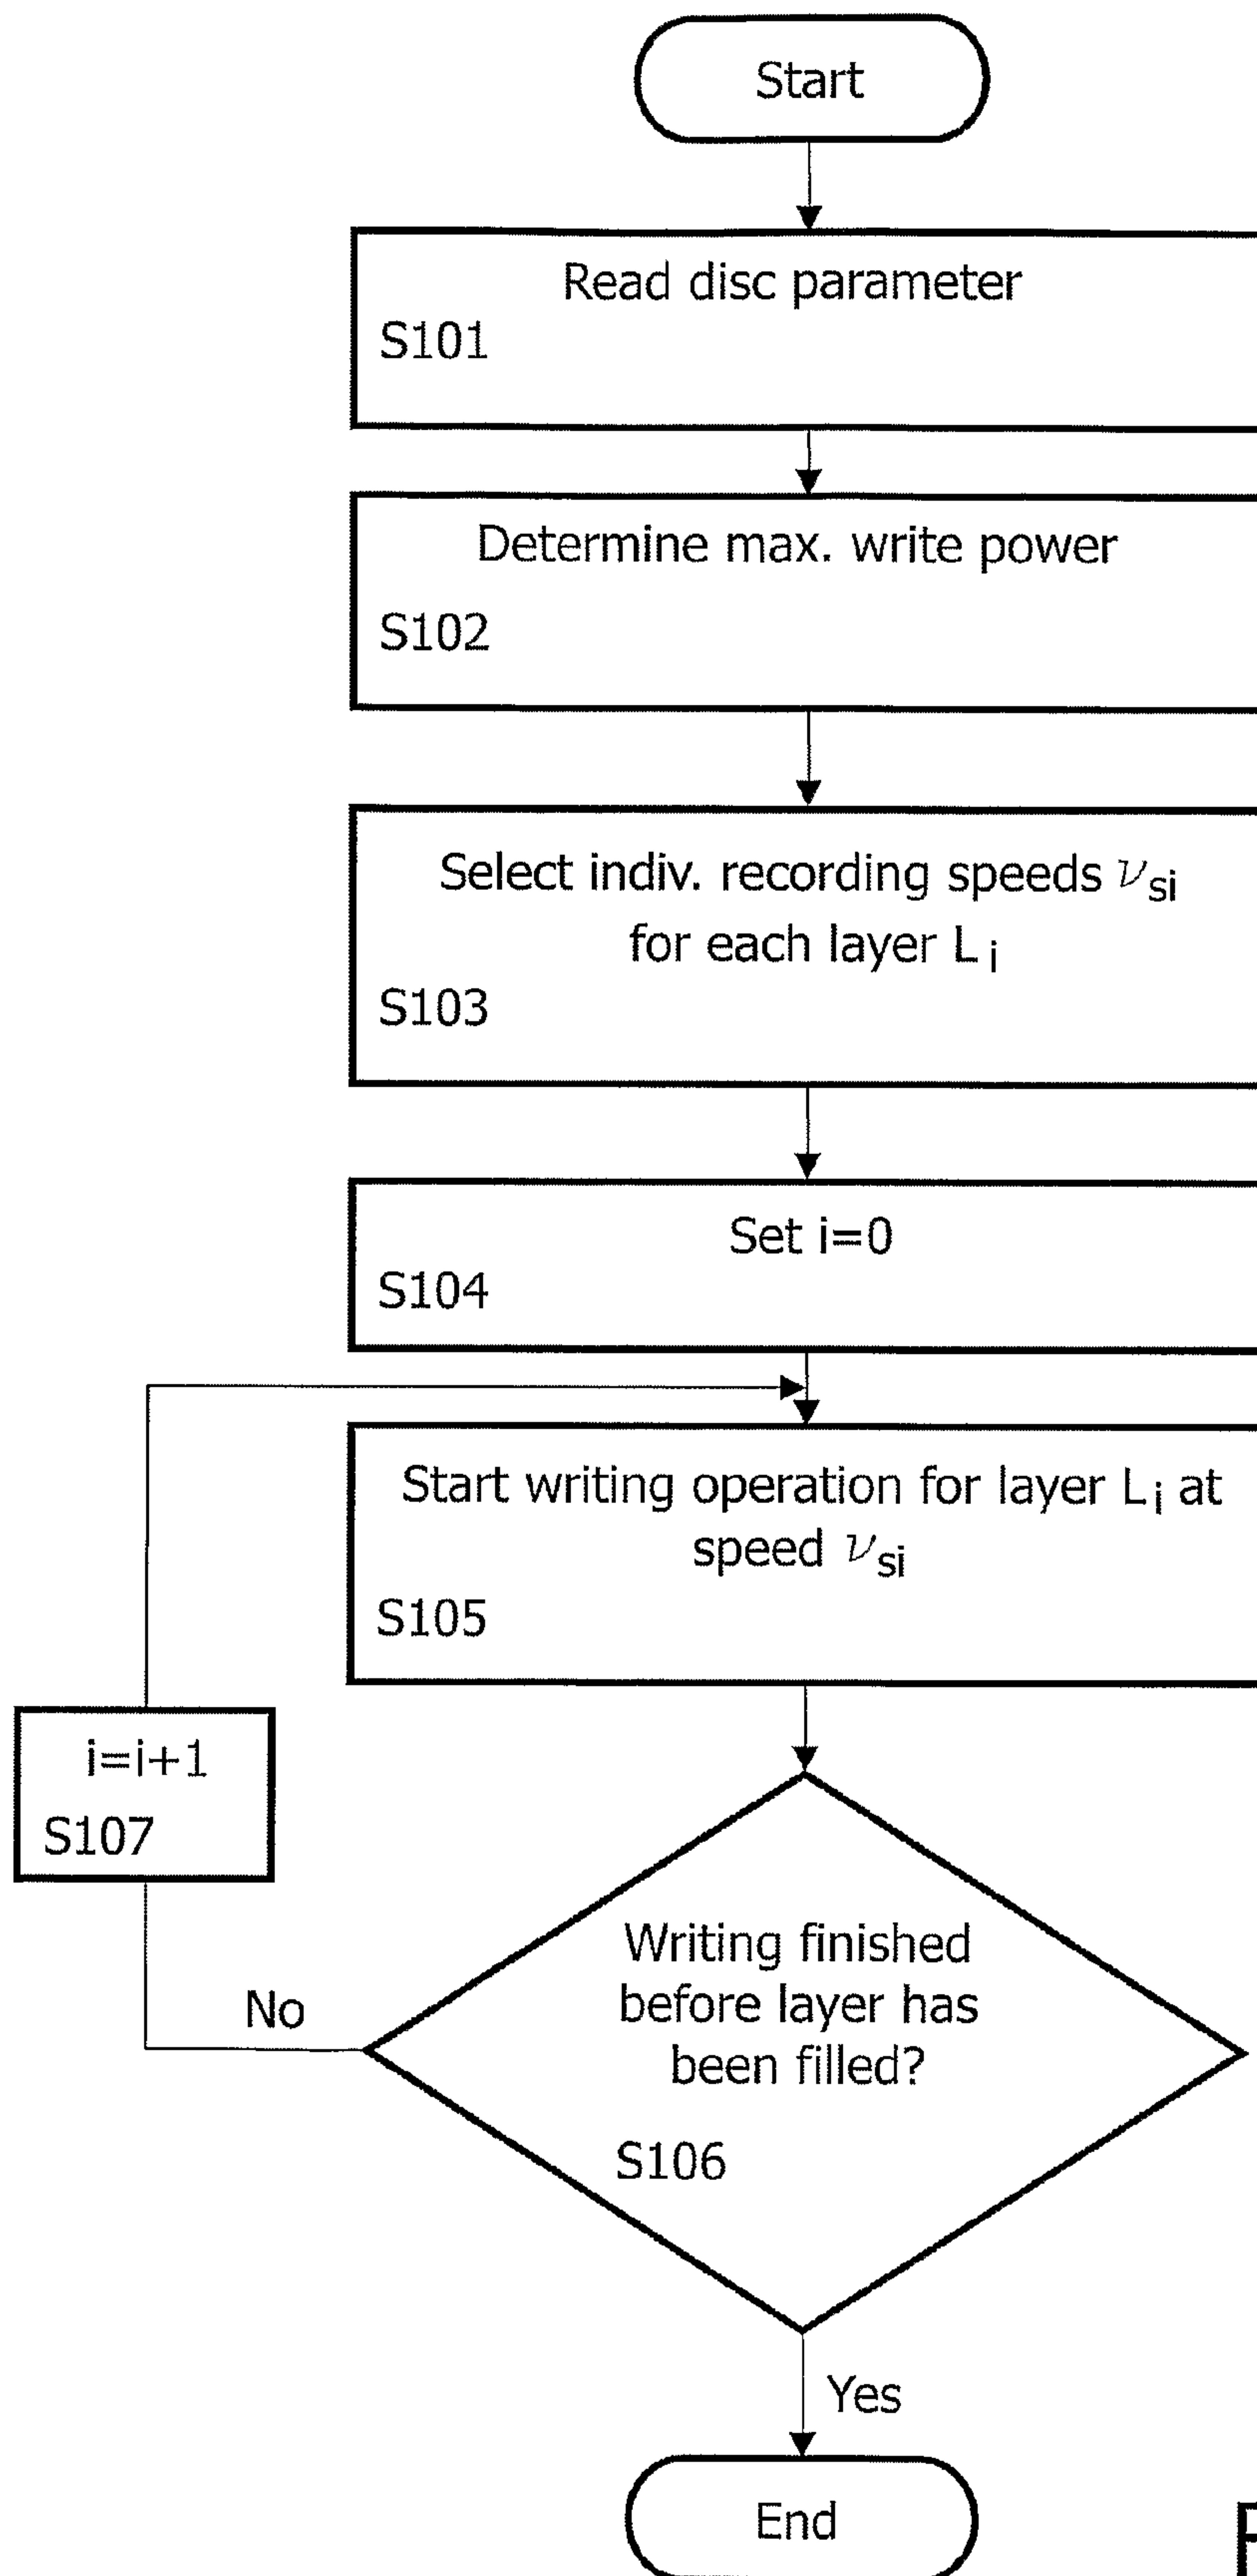 Start
Read disc parameter
S101
Determine max. write power
S102
Select indiv. recording speeds νsi
for each layer Li
S103
Set i=0
S104
Start writing operation for layer Li at
speed νsi
S105
i=i+1
S107
Writing finished
before layer has
been filled?
S106
No
Yes
End